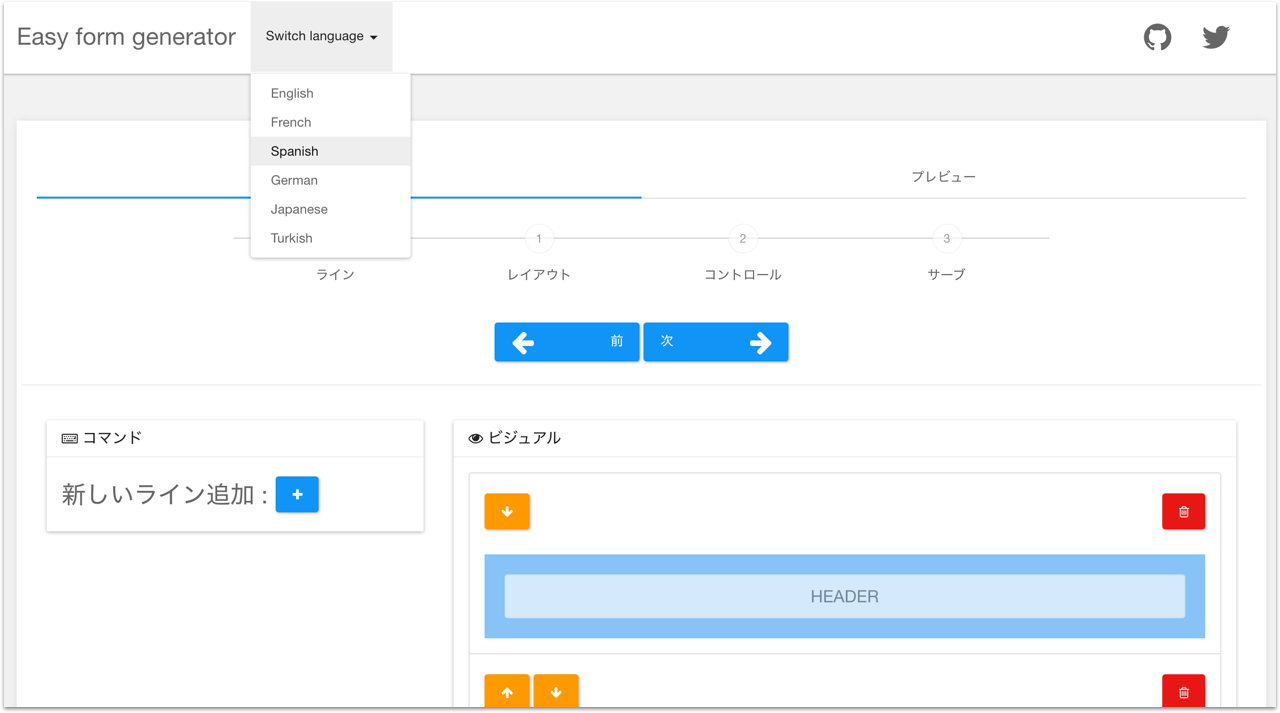 Easy form generator
Switch language
English
French
Spanish
German
Japanese
Turkish
プレビュー
1
2
3
ライン
レイアウト
コントロール
サーブ
前
次
コマンド
新しいライン追加 :
ビジュアル
HEADER